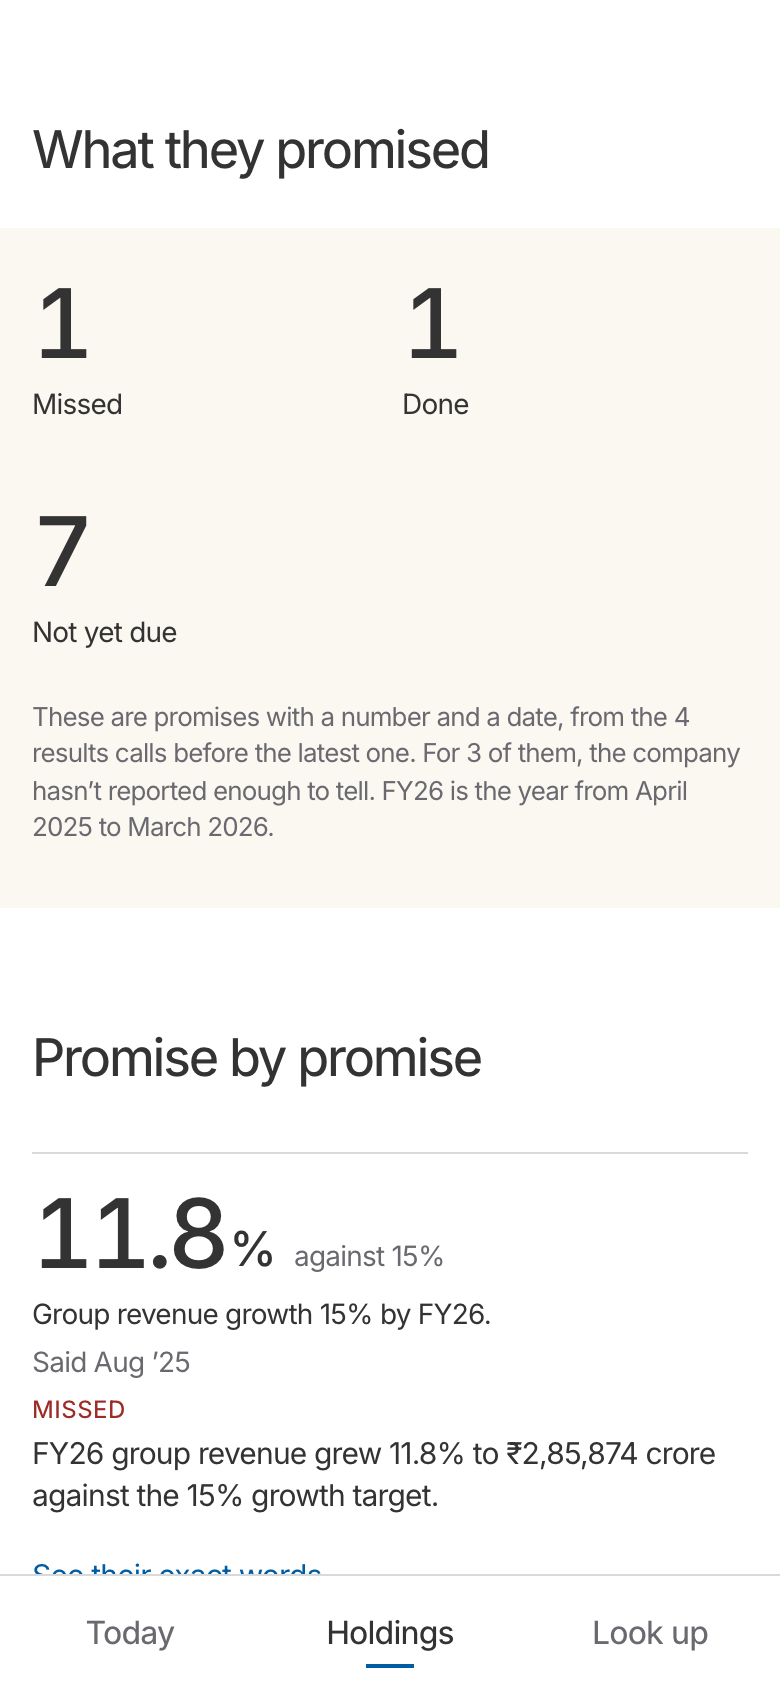 What they promised
1
Missed
1
Done
7
Not yet due
These are promises with a number and a date, from the 4
results calls before the latest one. For 3 of them, the company
hasn’t reported enough to tell. FY26 is the year from April
2025 to March 2026.
Promise by promise
11.8% against 15%
Group revenue growth 15% by FY26.
Said Aug ’25
MISSED
FY26 group revenue grew 11.8% to ₹2,85,874 crore
against the 15% growth target.
See their exact words
Today
Holdings
Look up